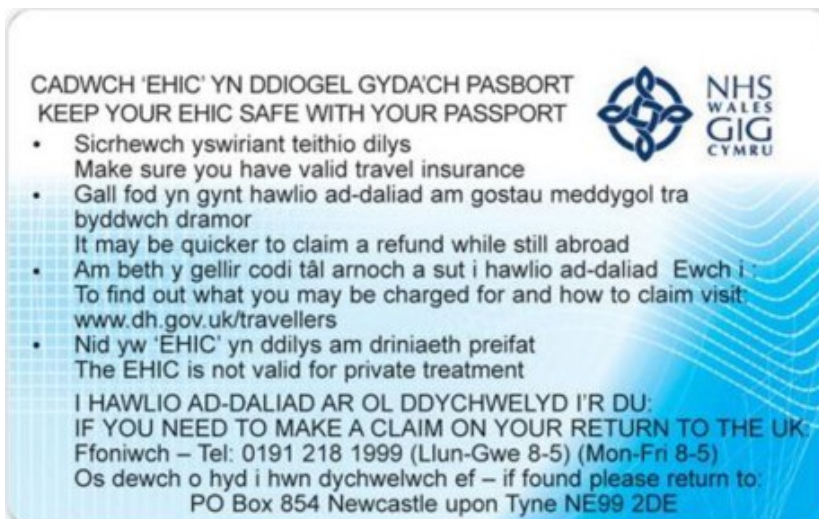 CADWCH 'EHIC' YN DDIOGEL GYDA'CH PASBORT
KEEP YOUR EHIC SAFE WITH YOUR PASSPORT
NHS
WALES
GIG
CYMRU
• Sicrhewch yswiriant teithio dilys
Make sure you have valid travel insurance
• Gall fod yn gynt hawlio ad-daliad am gostau meddygol tra
byddwch dramor
It may be quicker to claim a refund while still abroad
• Am beth y gellir codi tâl arnoch a sut i hawlio ad-daliad Ewch i :
To find out what you may be charged for and how to claim visit:
www.dh.gov.uk/travellers
• Nid yw 'EHIC' yn ddilys am driniaeth preifat
The EHIC is not valid for private treatment
I HAWLIO AD-DALIAD AR OL DDYCHWELYD I'R DU:
IF YOU NEED TO MAKE A CLAIM ON YOUR RETURN TO THE UK:
Ffoniwch – Tel: 0191 218 1999 (Llun-Gwe 8-5) (Mon-Fri 8-5)
Os dewch o hyd i hwn dychwelwch ef – if found please return to:
PO Box 854 Newcastle upon Tyne NE99 2DE